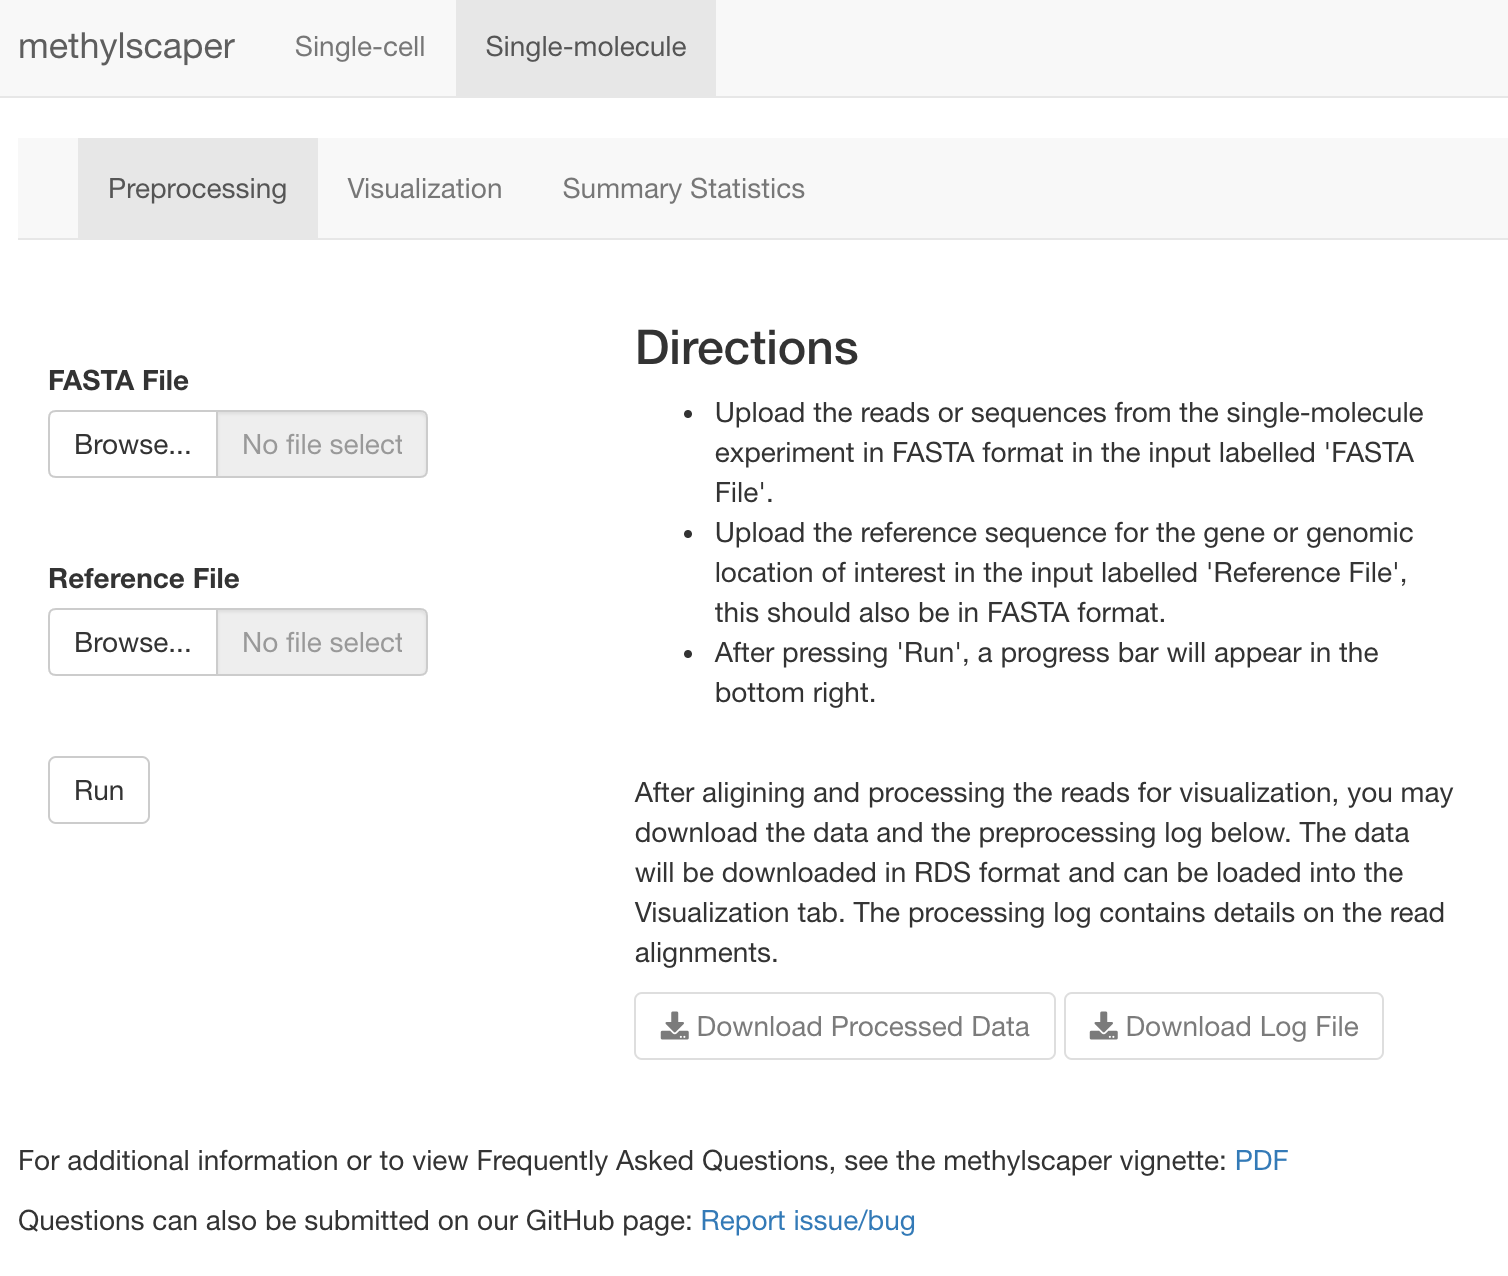 methylscaper Single-cell Single-molecule
Preprocessing Visualization Summary Statistics
FASTA File
Browse... No file select
Reference File
Browse... No file select
Run
Directions
Upload the reads or sequences from the single-molecule
experiment in FASTA format in the input labelled 'FASTA
File'.
Upload the reference sequence for the gene or genomic
location of interest in the input labelled 'Reference File',
this should also be in FASTA format.
After pressing 'Run', a progress bar will appear in the
bottom right.
After aligining and processing the reads for visualization, you may
download the data and the preprocessing log below. The data
will be downloaded in RDS format and can be loaded into the
Visualization tab. The processing log contains details on the read
alignments.
Download Processed Data Download Log File
For additional information or to view Frequently Asked Questions, see the methylscaper vignette: PDF
Questions can also be submitted on our GitHub page: Report issue/bug